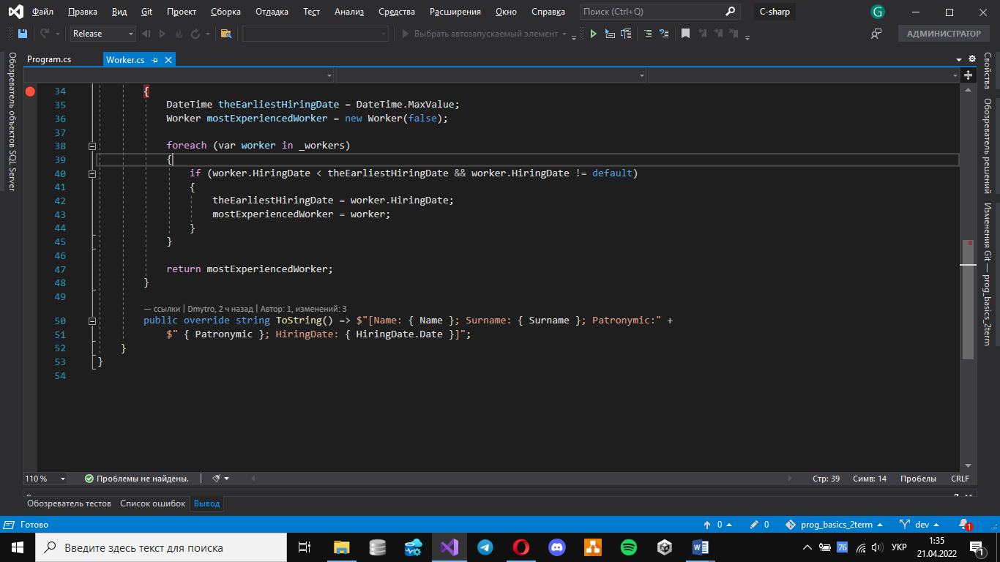 Файл Правка Вид Git Проект Сборка Отладка Тест Анализ Средства Расширения Окно Справка Поиск (Ctrl+Q) C-sharp G
Release Выбрать автозапускаемый элемент АДМИНИСТРАТОР
Program.cs Worker.cs
Обозреватель объектов SQL Server
Свойства
Обозреватель решений
Изменения Git — prog_basics_2term
34 {
35 DateTime theEarliestHiringDate = DateTime.MaxValue;
36 Worker mostExperiencedWorker = new Worker(false);
37
38 foreach (var worker in _workers)
39 {
40 if (worker.HiringDate < theEarliestHiringDate && worker.HiringDate != default)
41 {
42 theEarliestHiringDate = worker.HiringDate;
43 mostExperiencedWorker = worker;
44 }
45 }
46
47 return mostExperiencedWorker;
48 }
49
— ссылки | Dmytro, 2 ч назад | Автор: 1, изменений: 3
50 public override string ToString() => $"[Name: { Name }; Surname: { Surname }; Patronymic:" +
51 $" { Patronymic }; HiringDate: { HiringDate.Date }]";
52 }
53 }
54
110 % Проблемы не найдены. Стр: 39 Симв: 14 Пробелы CRLF
Обозреватель тестов Список ошибок Вывод
Готово 0 0 prog_basics_2term dev 1
Введите здесь текст для поиска 76 УКР 1:35
21.04.2022 1